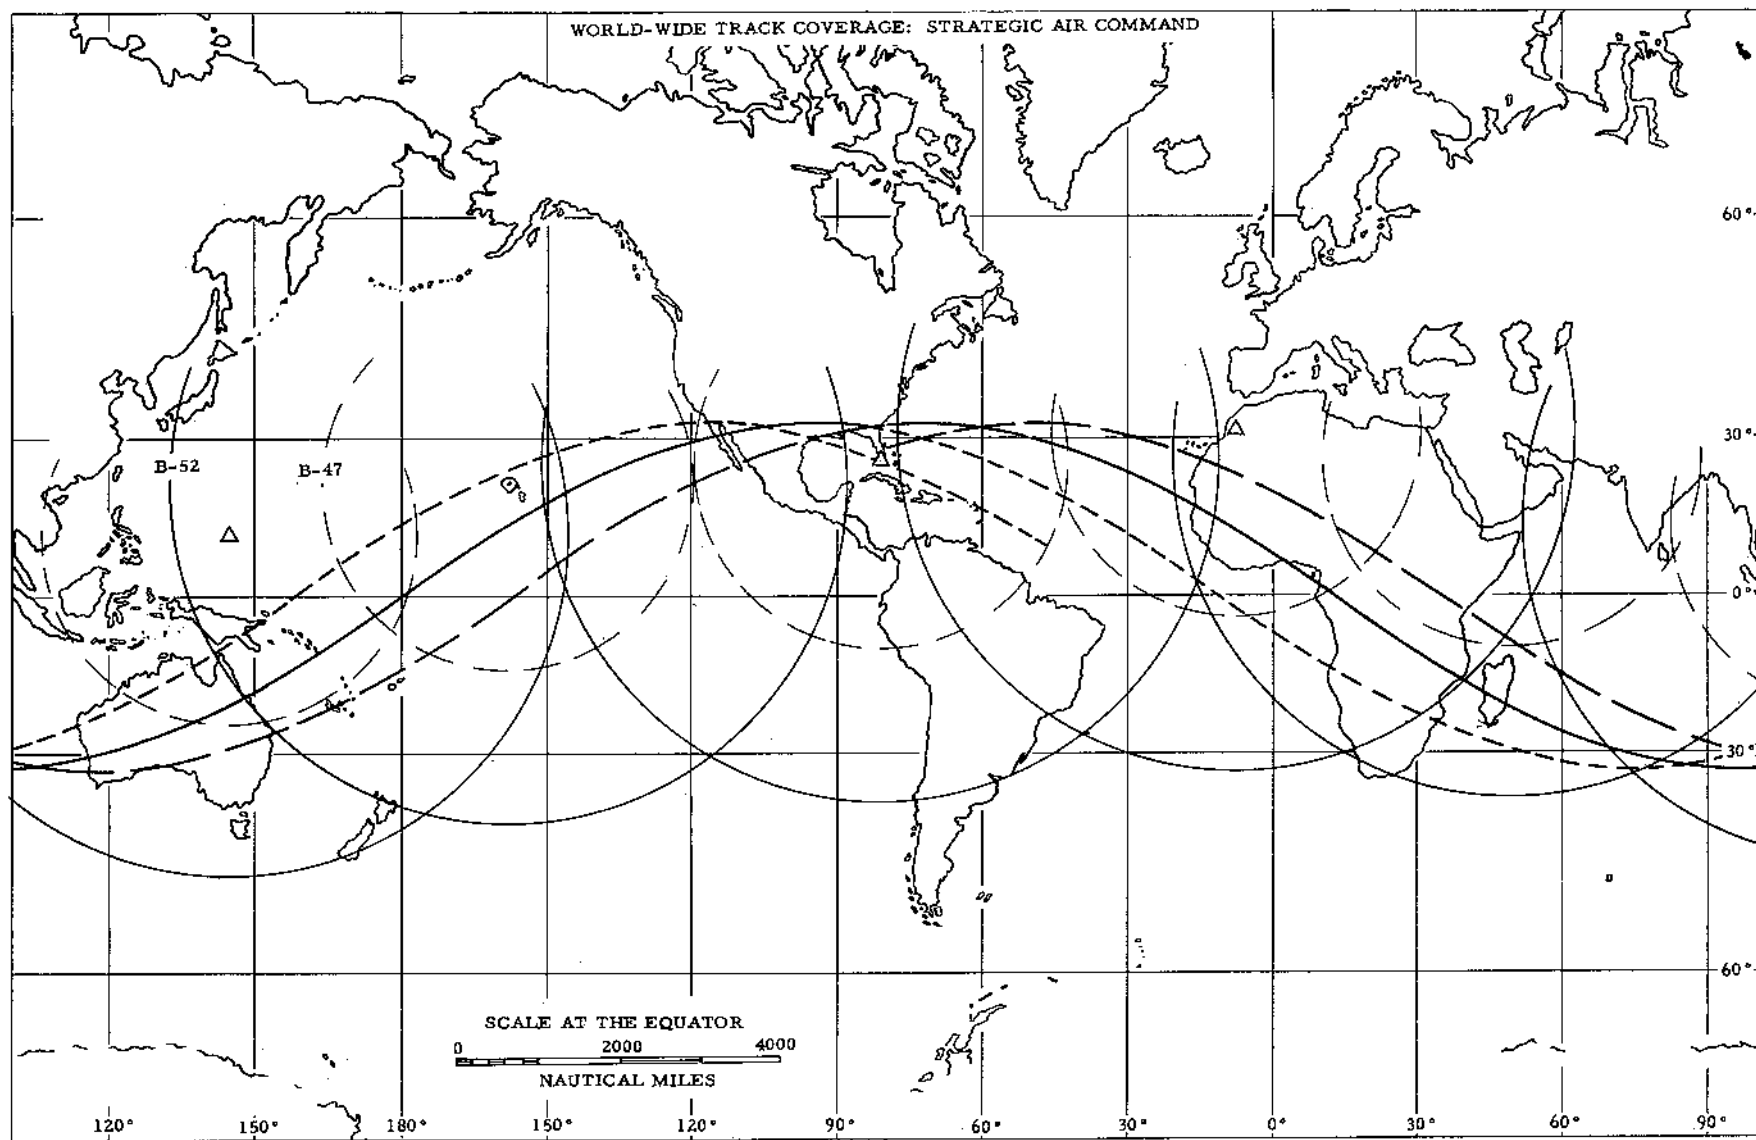 WORLD-WIDE TRACK COVERAGE: STRATEGIC AIR COMMAND
60°
30°
B-52
B-47
0°
30°
60°
SCALE AT THE EQUATOR
0 2000 4000
NAUTICAL MILES
120° 150° 180° 150° 120° 90° 60° 30° 0° 30° 60° 90°